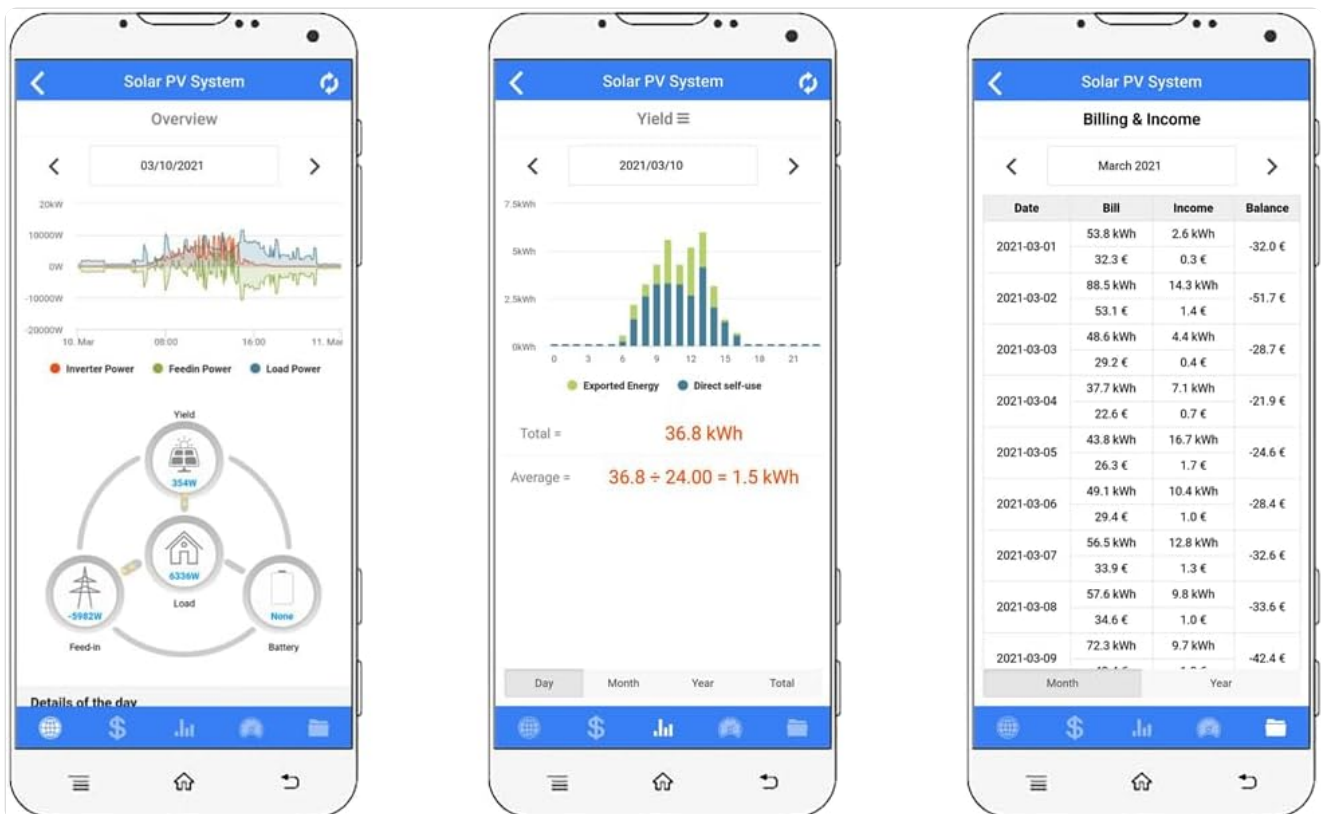 Solar PV System
Overview
03/10/2021
20kW
10000W
0W
-10000W
-20000W
10. Mar 08:00 16:00 11. Mar
Inverter Power Feedin Power Load Power
Yield
354W
6336W
Load
-5982W
None
Feed-in
Battery
Details of the day
Solar PV System
Yield
2021/03/10
7.5kWh
5kWh
2.5kWh
0kWh
0 3 6 9 12 15 18 21
Exported Energy Direct self-use
Total = 36.8 kWh
Average = 36.8 ÷ 24.00 = 1.5 kWh
Day Month Year Total
Solar PV System
Billing & Income
March 2021
Date Bill Income Balance
2021-03-01 53.8 kWh 2.6 kWh -32.0 €
32.3 € 0.3 €
2021-03-02 88.5 kWh 14.3 kWh -51.7 €
53.1 € 1.4 €
2021-03-03 48.6 kWh 4.4 kWh -28.7 €
29.2 € 0.4 €
2021-03-04 37.7 kWh 7.1 kWh -21.9 €
22.6 € 0.7 €
2021-03-05 43.8 kWh 16.7 kWh -24.6 €
26.3 € 1.7 €
2021-03-06 49.1 kWh 10.4 kWh -28.4 €
29.4 € 1.0 €
2021-03-07 56.5 kWh 12.8 kWh -32.6 €
33.9 € 1.3 €
2021-03-08 57.6 kWh 9.8 kWh -33.6 €
34.6 € 1.0 €
2021-03-09 72.3 kWh 9.7 kWh -42.4 €
Month Year